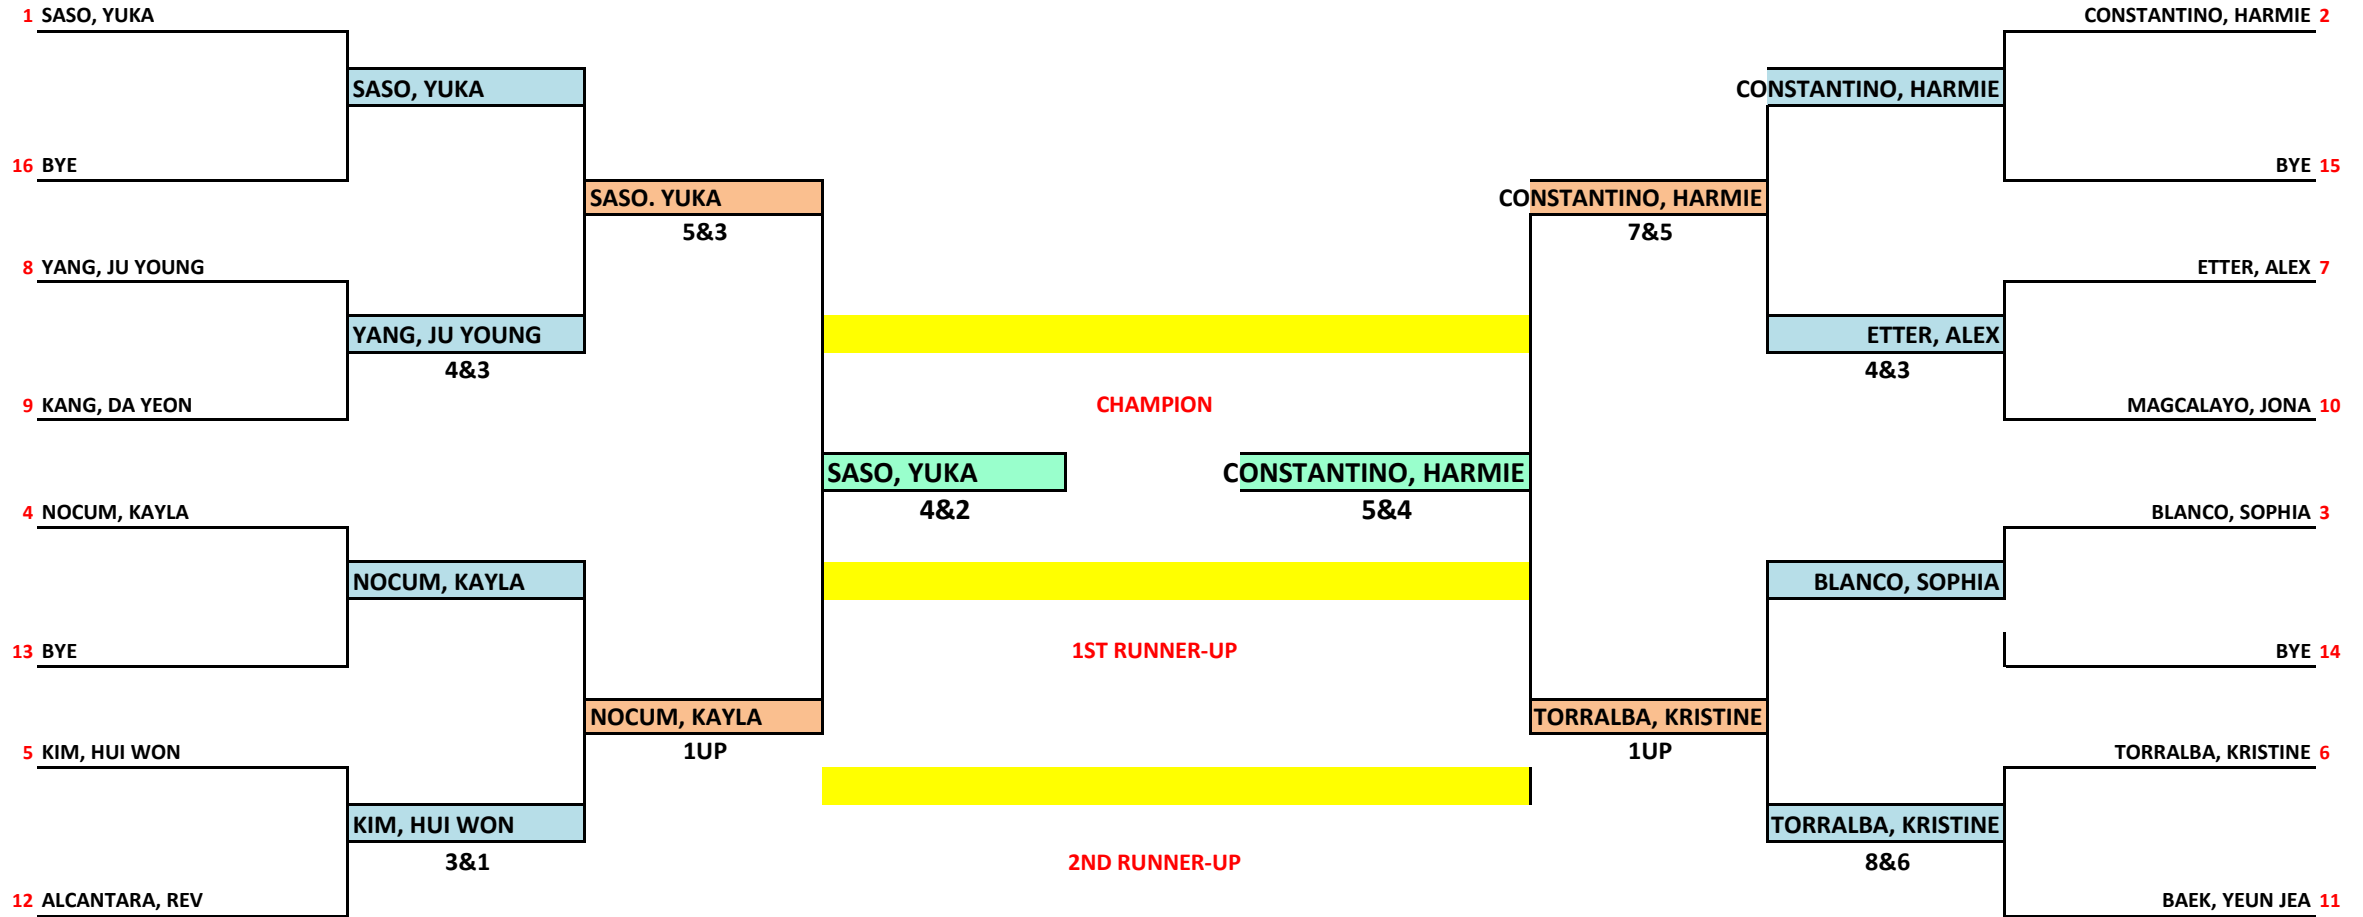 1 SASO, YUKA
CONSTANTINO, HARMIE 2
SASO, YUKA
CONSTANTINO, HARMIE
16 BYE
BYE 15
SASO. YUKA
CONSTANTINO, HARMIE
5&3
7&5
8 YANG, JU YOUNG
ETTER, ALEX 7
YANG, JU YOUNG
ETTER, ALEX
4&3
4&3
9 KANG, DA YEON
CHAMPION
MAGCALAYO, JONA 10
SASO, YUKA
CONSTANTINO, HARMIE
4&2
5&4
4 NOCUM, KAYLA
BLANCO, SOPHIA 3
NOCUM, KAYLA
BLANCO, SOPHIA
13 BYE
1ST RUNNER-UP
BYE 14
NOCUM, KAYLA
TORRALBA, KRISTINE
1UP
1UP
5 KIM, HUI WON
TORRALBA, KRISTINE 6
KIM, HUI WON
TORRALBA, KRISTINE
3&1
2ND RUNNER-UP
8&6
12 ALCANTARA, REV
BAEK, YEUN JEA 11